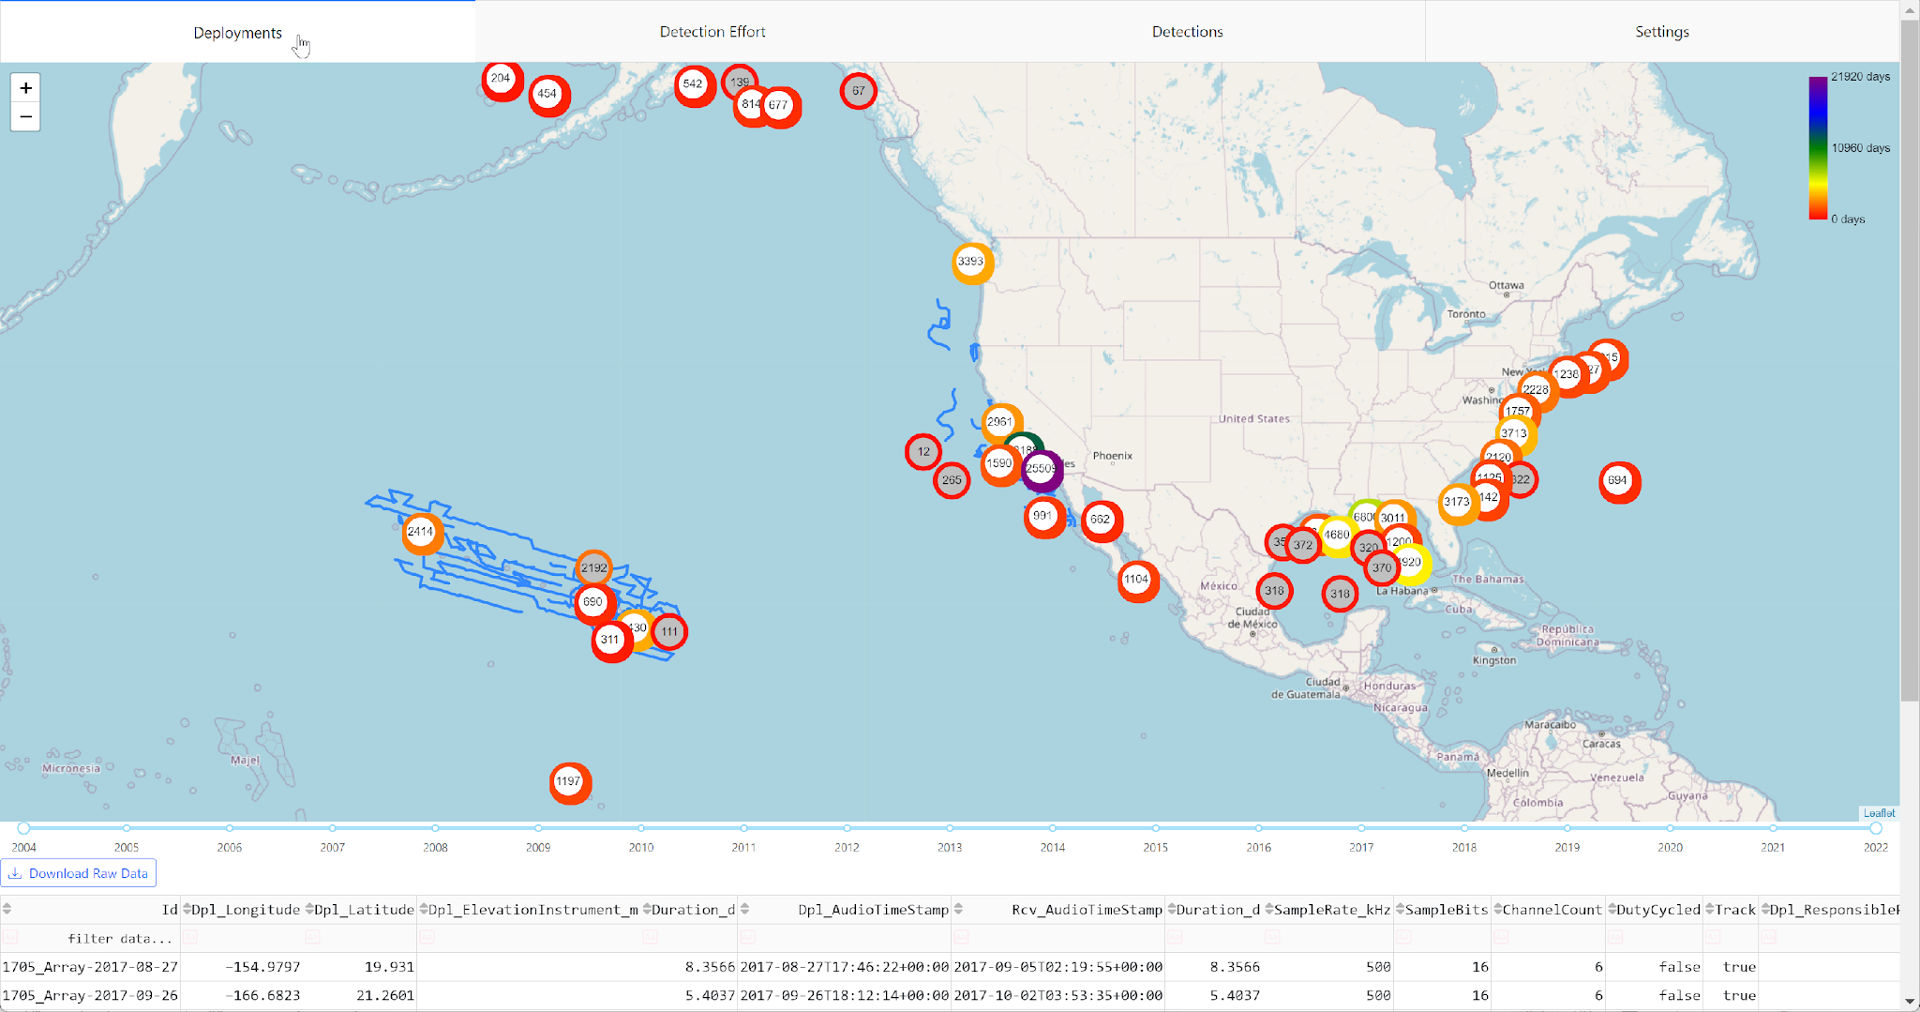 Deployments
Detection Effort
Detections
Settings
+
−
21920 days
10960 days
0 days
204
454
542
139
814
677
67
3393
Ottawa
Toronto
New York
Washing
1238
27
15
2228
1757
3713
2120
1125
322
142
3173
694
United States
Phoenix
les
2961
1590
25509
12
265
991
662
1104
2414
2192
690
430
311
111
1197
680
3011
4680
35
372
320
1200
370
920
318
318
México
Ciudad
de México
La Habana
The Bahamas
Cuba
República
Dominicana
Kingston
Ciudad
de Guatemala
Honduras
Nicaragua
Maracaibo
Caracas
Panamá
Medellín
Venezuela
Colombia
Guyana
Micronesia
Majel
Leaflet
2004 2005 2006 2007 2008 2009 2010 2011 2012 2013 2014 2015 2016 2017 2018 2019 2020 2021 2022
Download Raw Data
Id Dpl_Longitude Dpl_Latitude Dpl_ElevationInstrument_m Duration_d Dpl_AudioTimeStamp Rcv_AudioTimeStamp Duration_d SampleRate_kHz SampleBits ChannelCount DutyCycled Track Dpl_Responsible
filter data...
1705_Array-2017-08-27 -154.9797 19.931 8.3566 2017-08-27T17:46:22+00:00 2017-09-05T02:19:55+00:00 8.3566 500 16 6 false true
1705_Array-2017-09-26 -166.6823 21.2601 5.4037 2017-09-26T18:12:14+00:00 2017-10-02T03:53:35+00:00 5.4037 500 16 6 false true